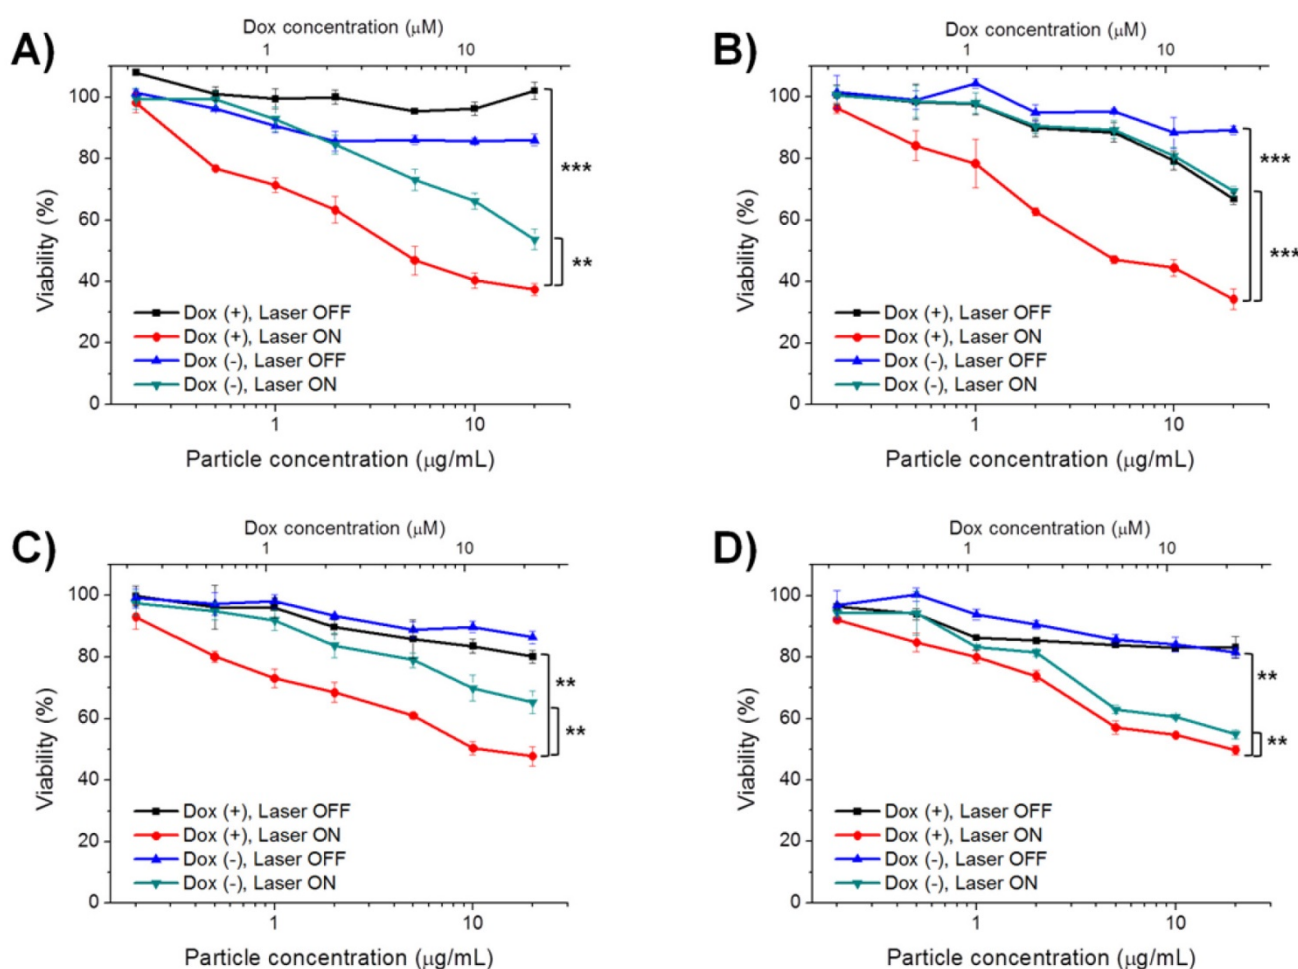 A)
Dox concentration (μM)
1 10
100
80
60
40
20
0
Viability (%)
***
**
Dox (+), Laser OFF
Dox (+), Laser ON
Dox (-), Laser OFF
Dox (-), Laser ON
1 10
Particle concentration (μg/mL)
B)
Dox concentration (μM)
1 10
100
80
60
40
20
0
Viability (%)
***
***
Dox (+), Laser OFF
Dox (+), Laser ON
Dox (-), Laser OFF
Dox (-), Laser ON
1 10
Particle concentration (μg/mL)
C)
Dox concentration (μM)
1 10
100
80
60
40
20
0
Viability (%)
**
**
Dox (+), Laser OFF
Dox (+), Laser ON
Dox (-), Laser OFF
Dox (-), Laser ON
1 10
Particle concentration (μg/mL)
D)
Dox concentration (μM)
1 10
100
80
60
40
20
0
Viability (%)
**
**
Dox (+), Laser OFF
Dox (+), Laser ON
Dox (-), Laser OFF
Dox (-), Laser ON
1 10
Particle concentration (μg/mL)